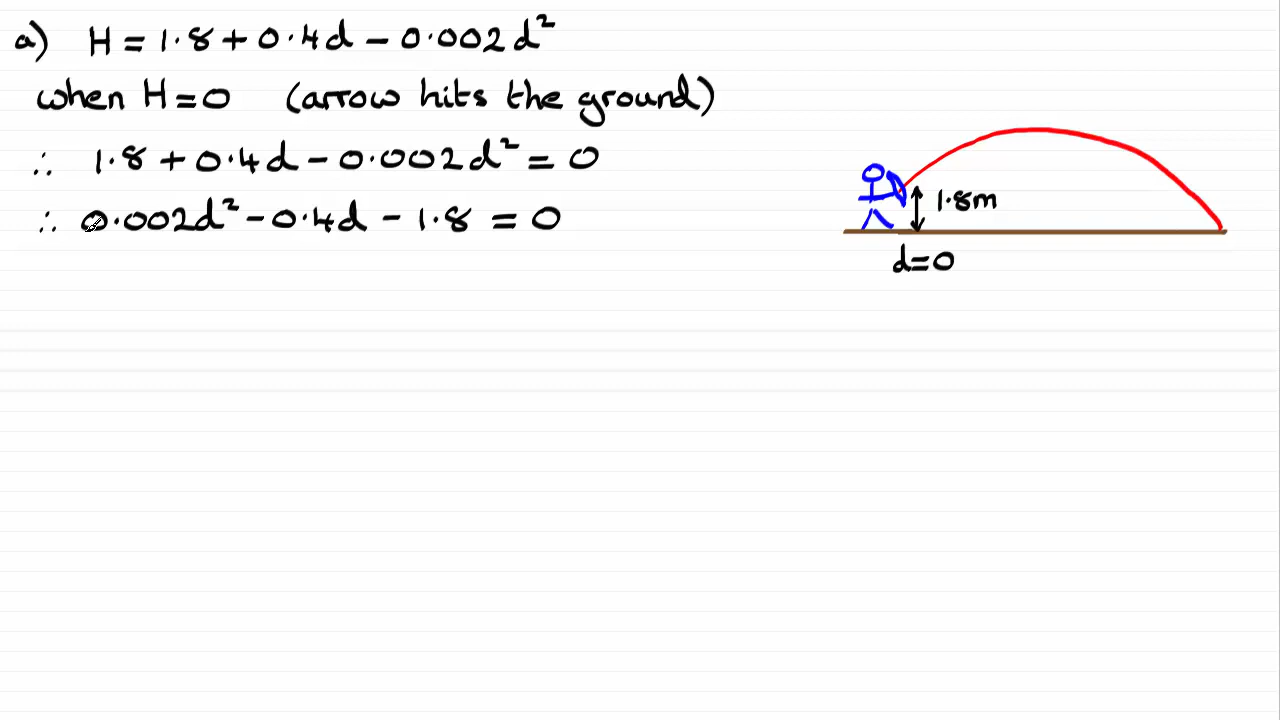 a) H = 1·8 + 0·4d - 0·002d²
when H = 0 (arrow hits the ground)
∴ 1·8 + 0·4d - 0·002d² = 0
∴ 0·002d² - 0·4d - 1·8 = 0
1·8m
d=0